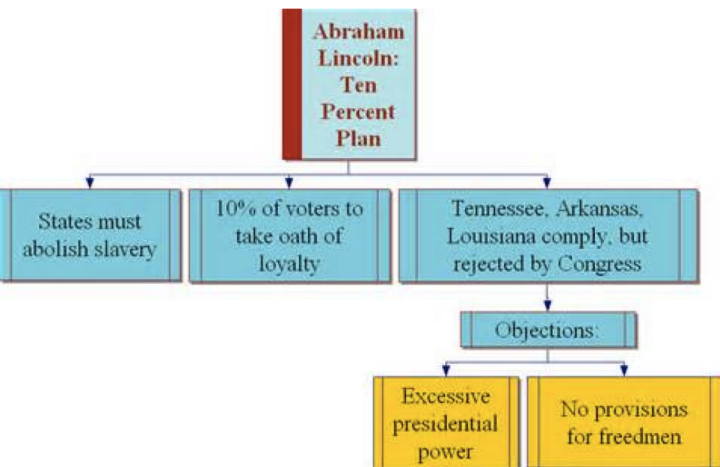 Abraham
Lincoln:
Ten
Percent
Plan
States must
abolish slavery
10% of voters to
take oath of
loyalty
Tennessee, Arkansas,
Louisiana comply, but
rejected by Congress
Objections:
Excessive
presidential
power
No provisions
for freedmen